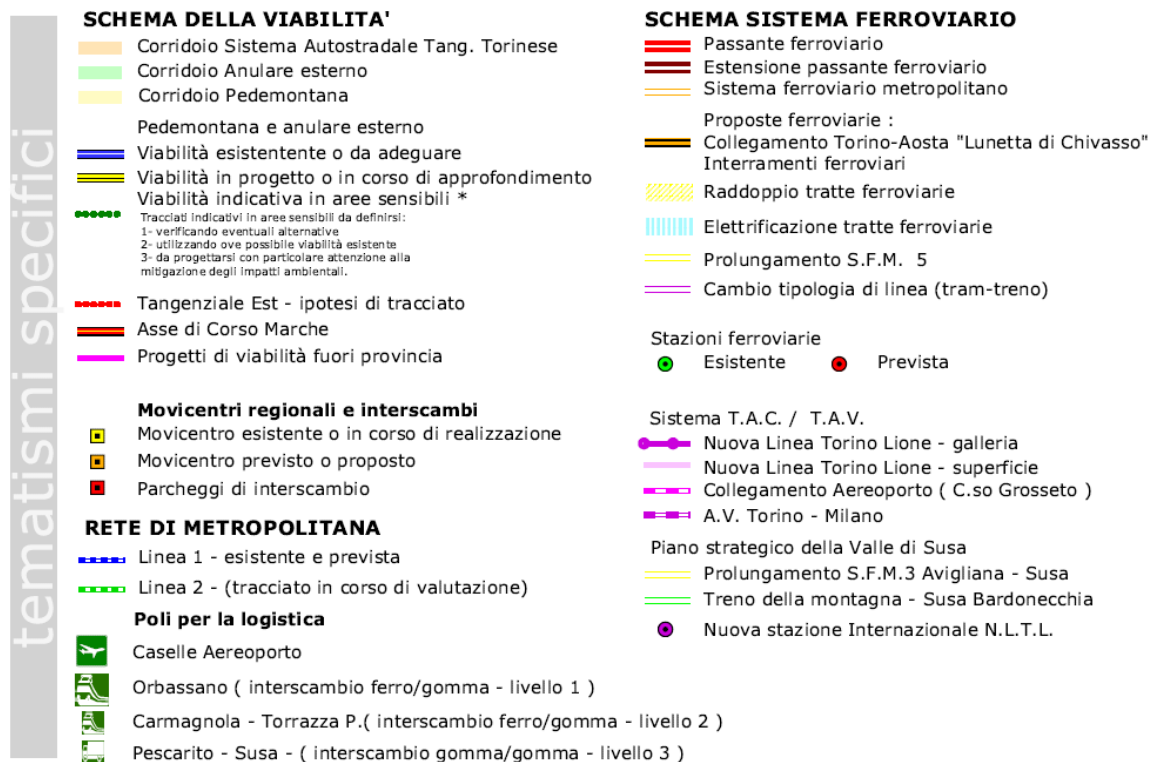 tematismi specifici
SCHEMA DELLA VIABILITA'
Corridoio Sistema Autostradale Tang. Torinese
Corridoio Anulare esterno
Corridoio Pedemontana
Pedemontana e anulare esterno
Viabilità esistentente o da adeguare
Viabilità in progetto o in corso di approfondimento
Viabilità indicativa in aree sensibili *
Tracciati indicativi in aree sensibili da definirsi:
1- verificando eventuali alternative
2- utilizzando ove possibile viabilità esistente
3- da progettarsi con particolare attenzione alla
mitigazione degli impatti ambientali.
Tangenziale Est - ipotesi di tracciato
Asse di Corso Marche
Progetti di viabilità fuori provincia
Movicentri regionali e interscambi
Movicentro esistente o in corso di realizzazione
Movicentro previsto o proposto
Parcheggi di interscambio
RETE DI METROPOLITANA
Linea 1 - esistente e prevista
Linea 2 - (tracciato in corso di valutazione)
Poli per la logistica
Caselle Aereoporto
Orbassano ( interscambio ferro/gomma - livello 1 )
Carmagnola - Torrazza P.( interscambio ferro/gomma - livello 2 )
Pescarito - Susa - ( interscambio gomma/gomma - livello 3 )
SCHEMA SISTEMA FERROVIARIO
Passante ferroviario
Estensione passante ferroviario
Sistema ferroviario metropolitano
Proposte ferroviarie :
Collegamento Torino-Aosta "Lunetta di Chivasso"
Interramenti ferroviari
Raddoppio tratte ferroviarie
Elettrificazione tratte ferroviarie
Prolungamento S.F.M. 5
Cambio tipologia di linea (tram-treno)
Stazioni ferroviarie
Esistente Prevista
Sistema T.A.C. / T.A.V.
Nuova Linea Torino Lione - galleria
Nuova Linea Torino Lione - superficie
Collegamento Aereoporto ( C.so Grosseto )
A.V. Torino - Milano
Piano strategico della Valle di Susa
Prolungamento S.F.M.3 Avigliana - Susa
Treno della montagna - Susa Bardonecchia
Nuova stazione Internazionale N.L.T.L.